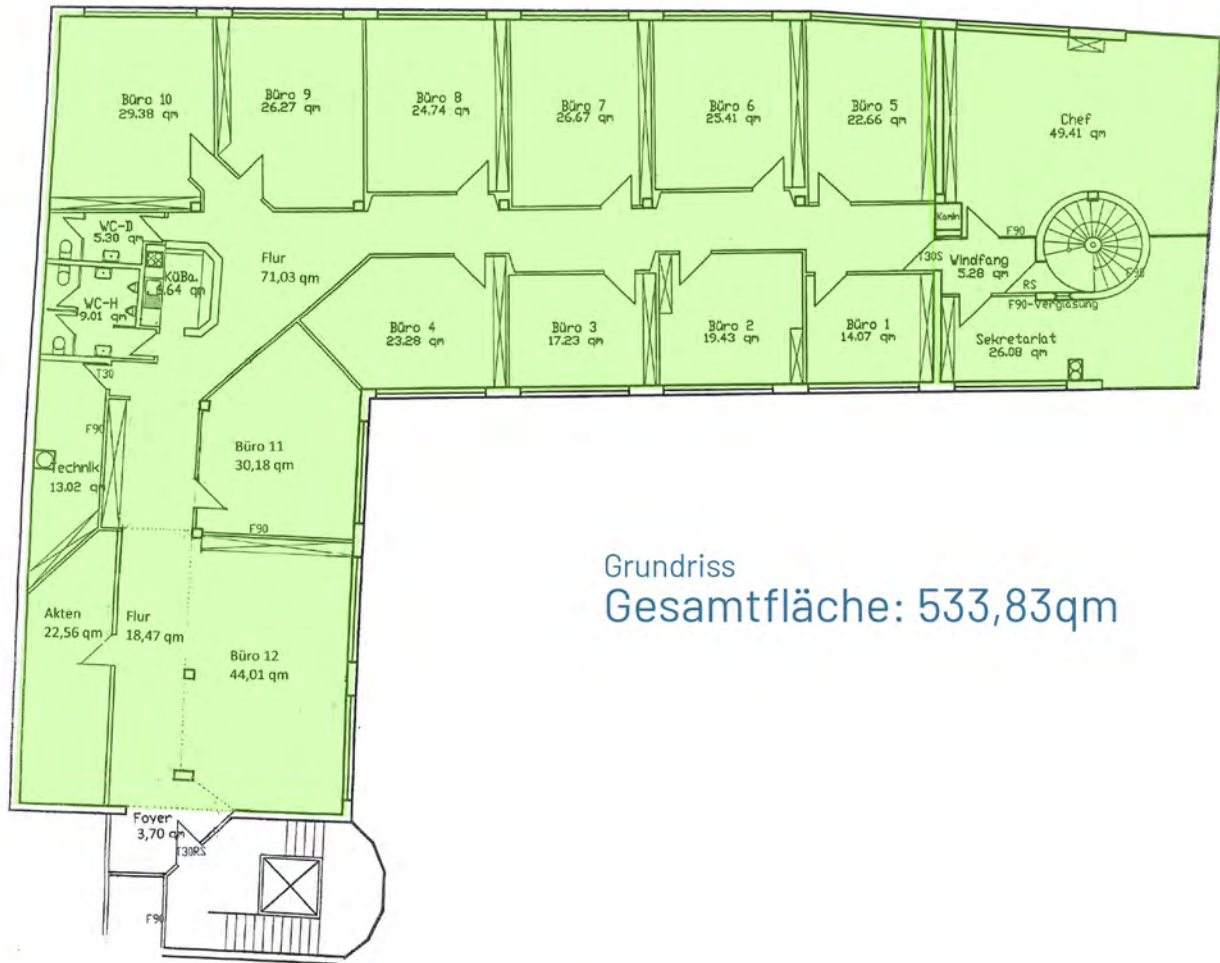 Büro 10
29.38 qm
Büro 9
26.27 qm
Büro 8
24.74 qm
Büro 7
26.67 qm
Büro 6
25.41 qm
Büro 5
22.66 qm
Chef
49.41 qm
WC-D
5.30 qm
KüBa.
4.64 qm
WC-H
9.01 qm
Flur
71,03 qm
Kamin
T30S
F90
Windfang
5.28 qm
RS
F90
F90-Verglasung
Büro 4
23.28 qm
Büro 3
17.23 qm
Büro 2
19.43 qm
Büro 1
14.07 qm
Sekretariat
26.08 qm
T30
F90
Technik
13.02 qm
Büro 11
30,18 qm
F90
Akten
22,56 qm
Flur
18,47 qm
Büro 12
44,01 qm
Grundriss
Gesamtfläche: 533,83qm
Foyer
3,70 qm
T30RS
F90